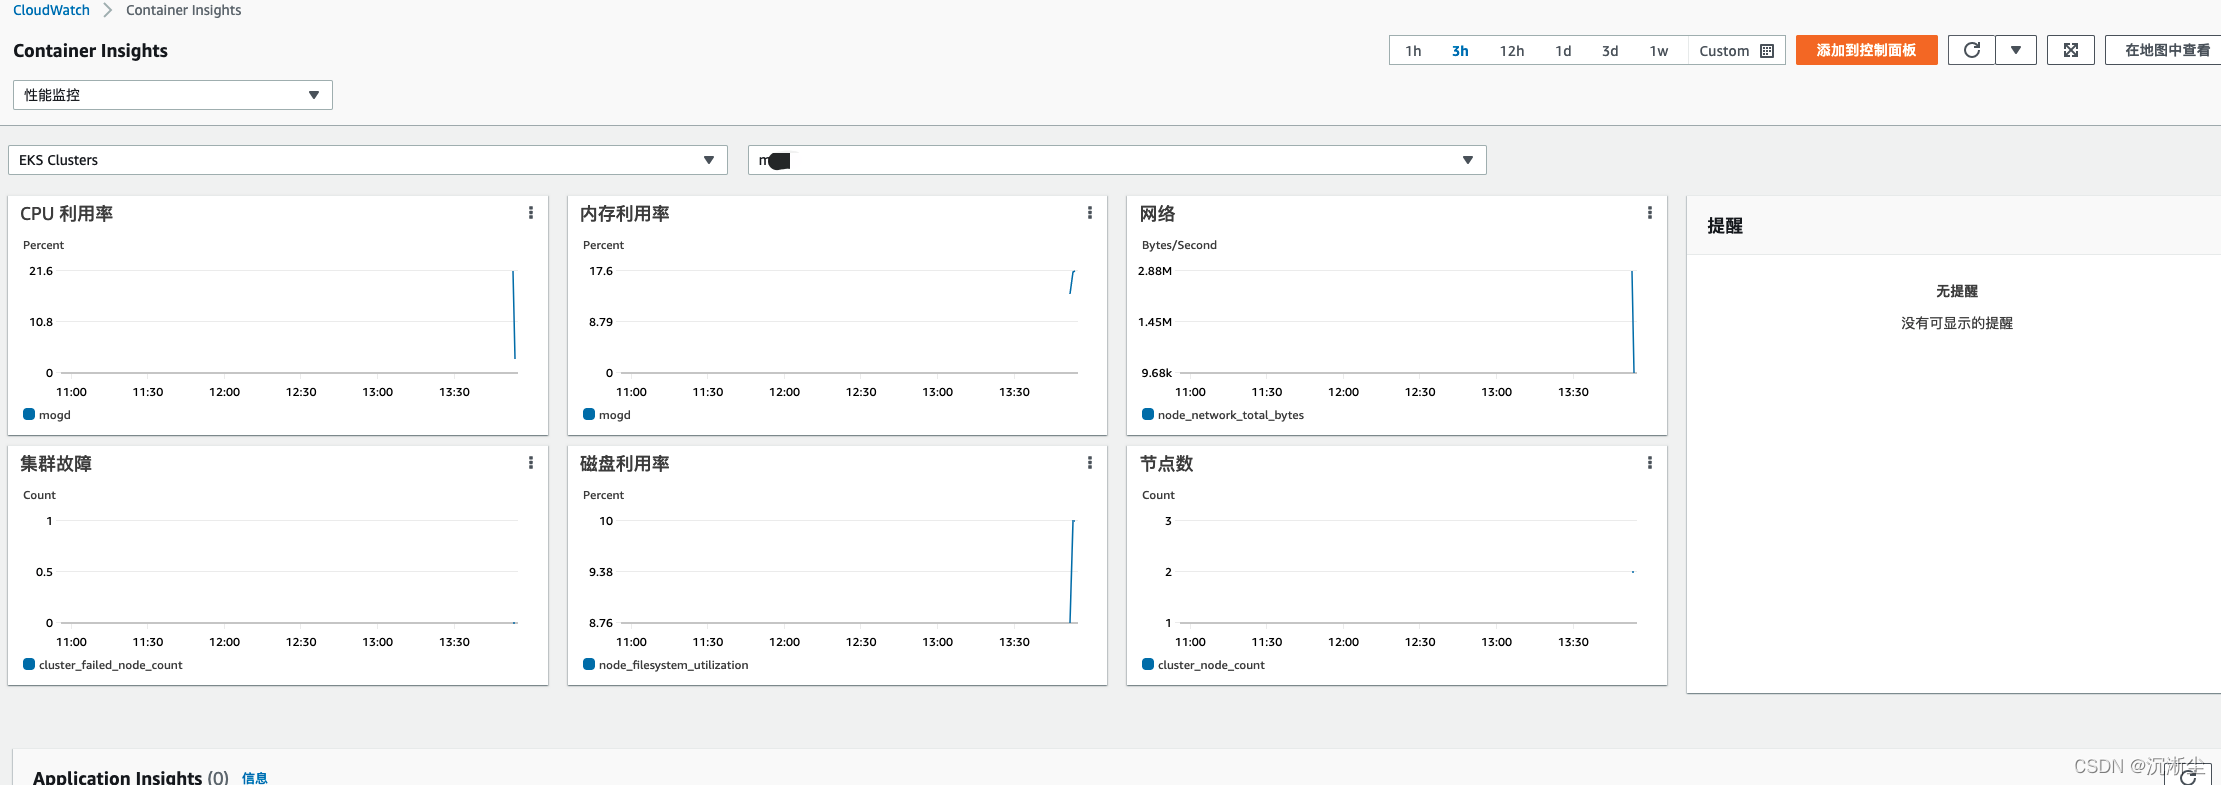 CloudWatch > Container Insights
Container Insights
1h 3h 12h 1d 3d 1w Custom 添加到控制面板 在地图中查看
性能监控
EKS Clusters
m
CPU 利用率
Percent
21.6
10.8
0
11:00 11:30 12:00 12:30 13:00 13:30
mogd
内存利用率
Percent
17.6
8.79
0
11:00 11:30 12:00 12:30 13:00 13:30
mogd
网络
Bytes/Second
2.88M
1.45M
9.68k
11:00 11:30 12:00 12:30 13:00 13:30
node_network_total_bytes
提醒
无提醒
没有可显示的提醒
集群故障
Count
1
0.5
0
11:00 11:30 12:00 12:30 13:00 13:30
cluster_failed_node_count
磁盘利用率
Percent
10
9.38
8.76
11:00 11:30 12:00 12:30 13:00 13:30
node_filesystem_utilization
节点数
Count
3
2
1
11:00 11:30 12:00 12:30 13:00 13:30
cluster_node_count
Application Insights (0) 信息
CSDN @沉淅尘